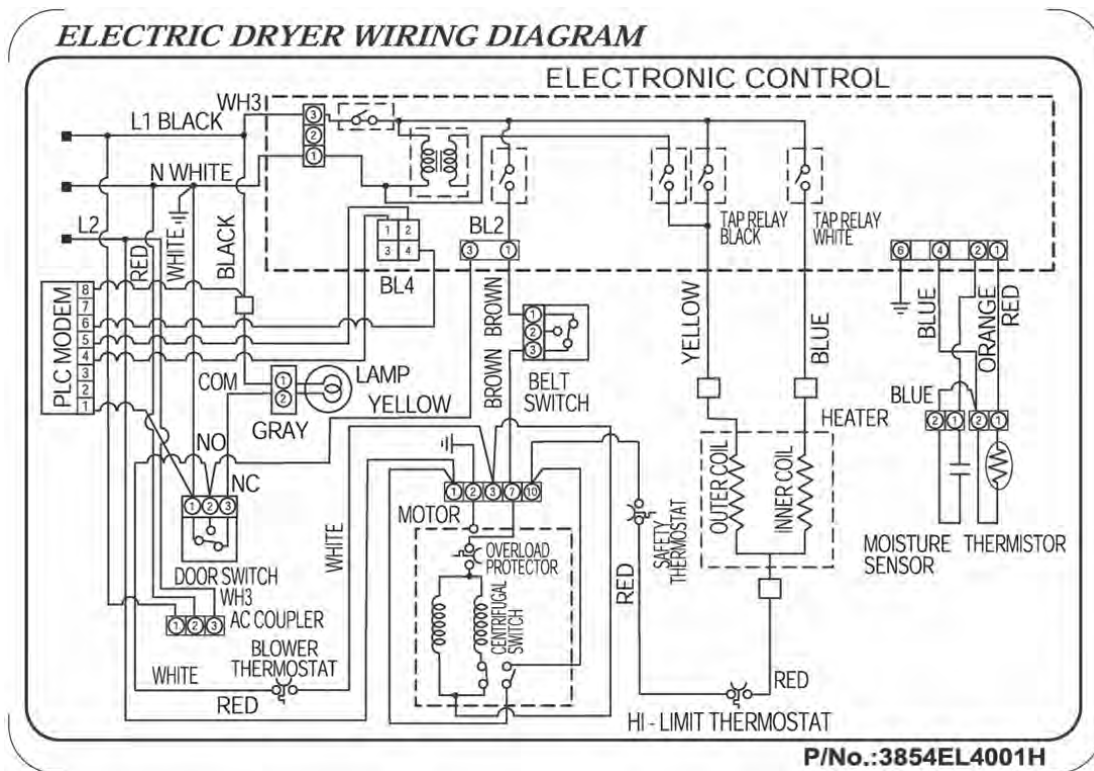 ELECTRIC DRYER WIRING DIAGRAM
ELECTRONIC CONTROL
WH3
L1 BLACK
3
2
1
N WHITE
L2
RED
WHITE
BLACK
1 2
3 4
BL4
BL2
3 1
TAP RELAY
BLACK
TAP RELAY
WHITE
6 4 2 1
BROWN
BROWN
YELLOW
BLUE
BLUE
ORANGE
RED
PLC MODEM
8
7
6
5
4
3
2
1
1
2
3
BELT
SWITCH
COM
1
2
LAMP
GRAY
YELLOW
HEATER
BLUE
2 1 2 1
NO
NC
1 2 3
DOOR SWITCH
WHITE
1 2 3 7 10
MOTOR
OVERLOAD
PROTECTOR
CENTRIFUGAL
SWITCH
RED
SAFETY
THERMOSTAT
OUTER COIL
INNER COIL
MOISTURE
SENSOR
THERMISTOR
WH3
1 2 3
AC COUPLER
BLOWER
THERMOSTAT
WHITE
RED
RED
HI - LIMIT THERMOSTAT
P/No.:3854EL4001H